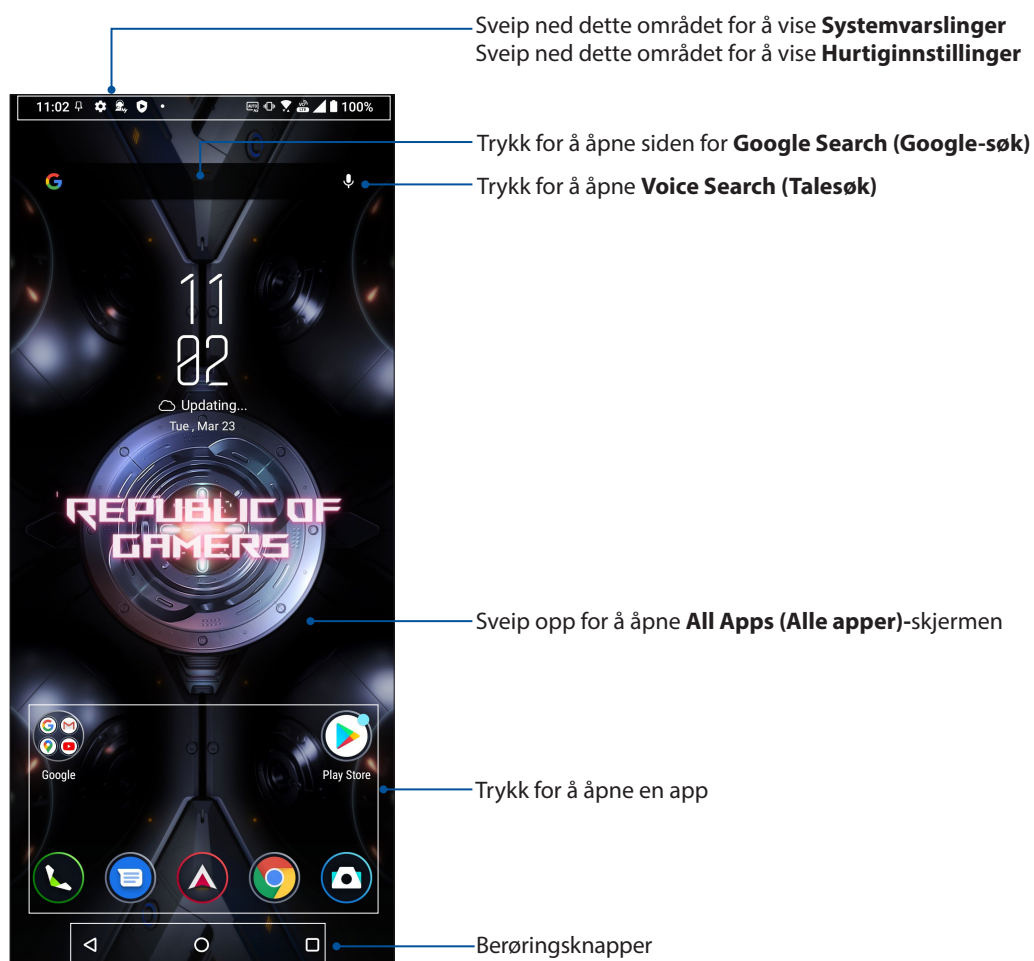 Sveip ned dette området for å vise Systemvarslinger
Sveip ned dette området for å vise Hurtiginnstillinger
11:02 100%
Trykk for å åpne siden for Google Search (Google-søk)
Trykk for å åpne Voice Search (Talesøk)
11
02
Updating...
Tue , Mar 23
REPUBLIC OF
GAMERS
Sveip opp for å åpne All Apps (Alle apper)-skjermen
Google Play Store
Trykk for å åpne en app
Berøringsknapper